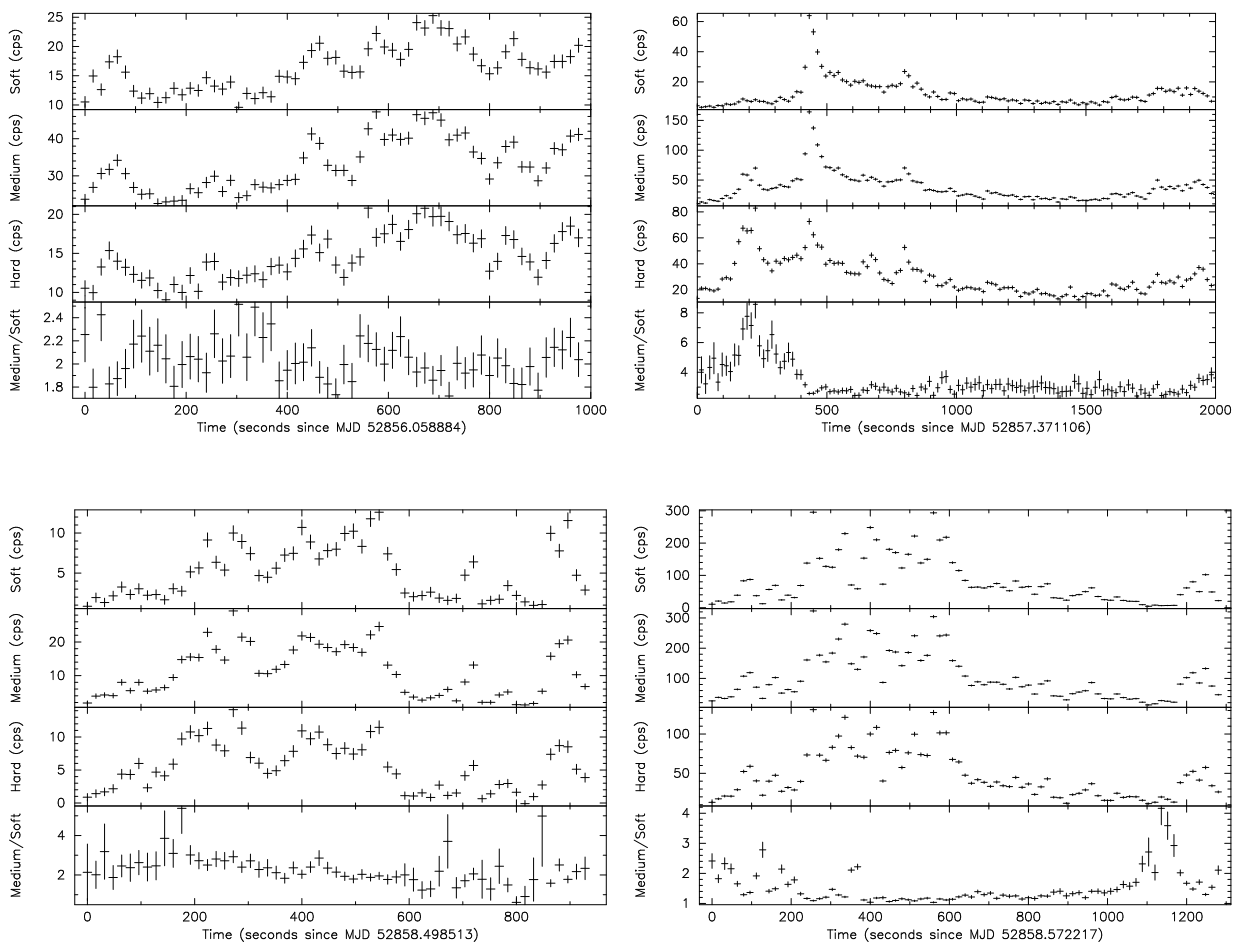 Soft (cps)
25
20
15
10
Medium (cps)
40
30
Hard (cps)
20
15
10
Medium/Soft
2.4
2.2
2
1.8
0 200 400 600 800 1000
Time (seconds since MJD 52856.058884)
Soft (cps)
60
40
20
Medium (cps)
150
100
50
Hard (cps)
80
60
40
20
Medium/Soft
8
6
4
0 500 1000 1500 2000
Time (seconds since MJD 52857.371106)
Soft (cps)
10
5
Medium (cps)
20
10
Hard (cps)
10
5
0
Medium/Soft
4
2
0 200 400 600 800
Time (seconds since MJD 52858.498513)
Soft (cps)
300
200
100
0
Medium (cps)
300
200
100
Hard (cps)
100
50
Medium/Soft
4
3
2
1
0 200 400 600 800 1000 1200
Time (seconds since MJD 52858.572217)